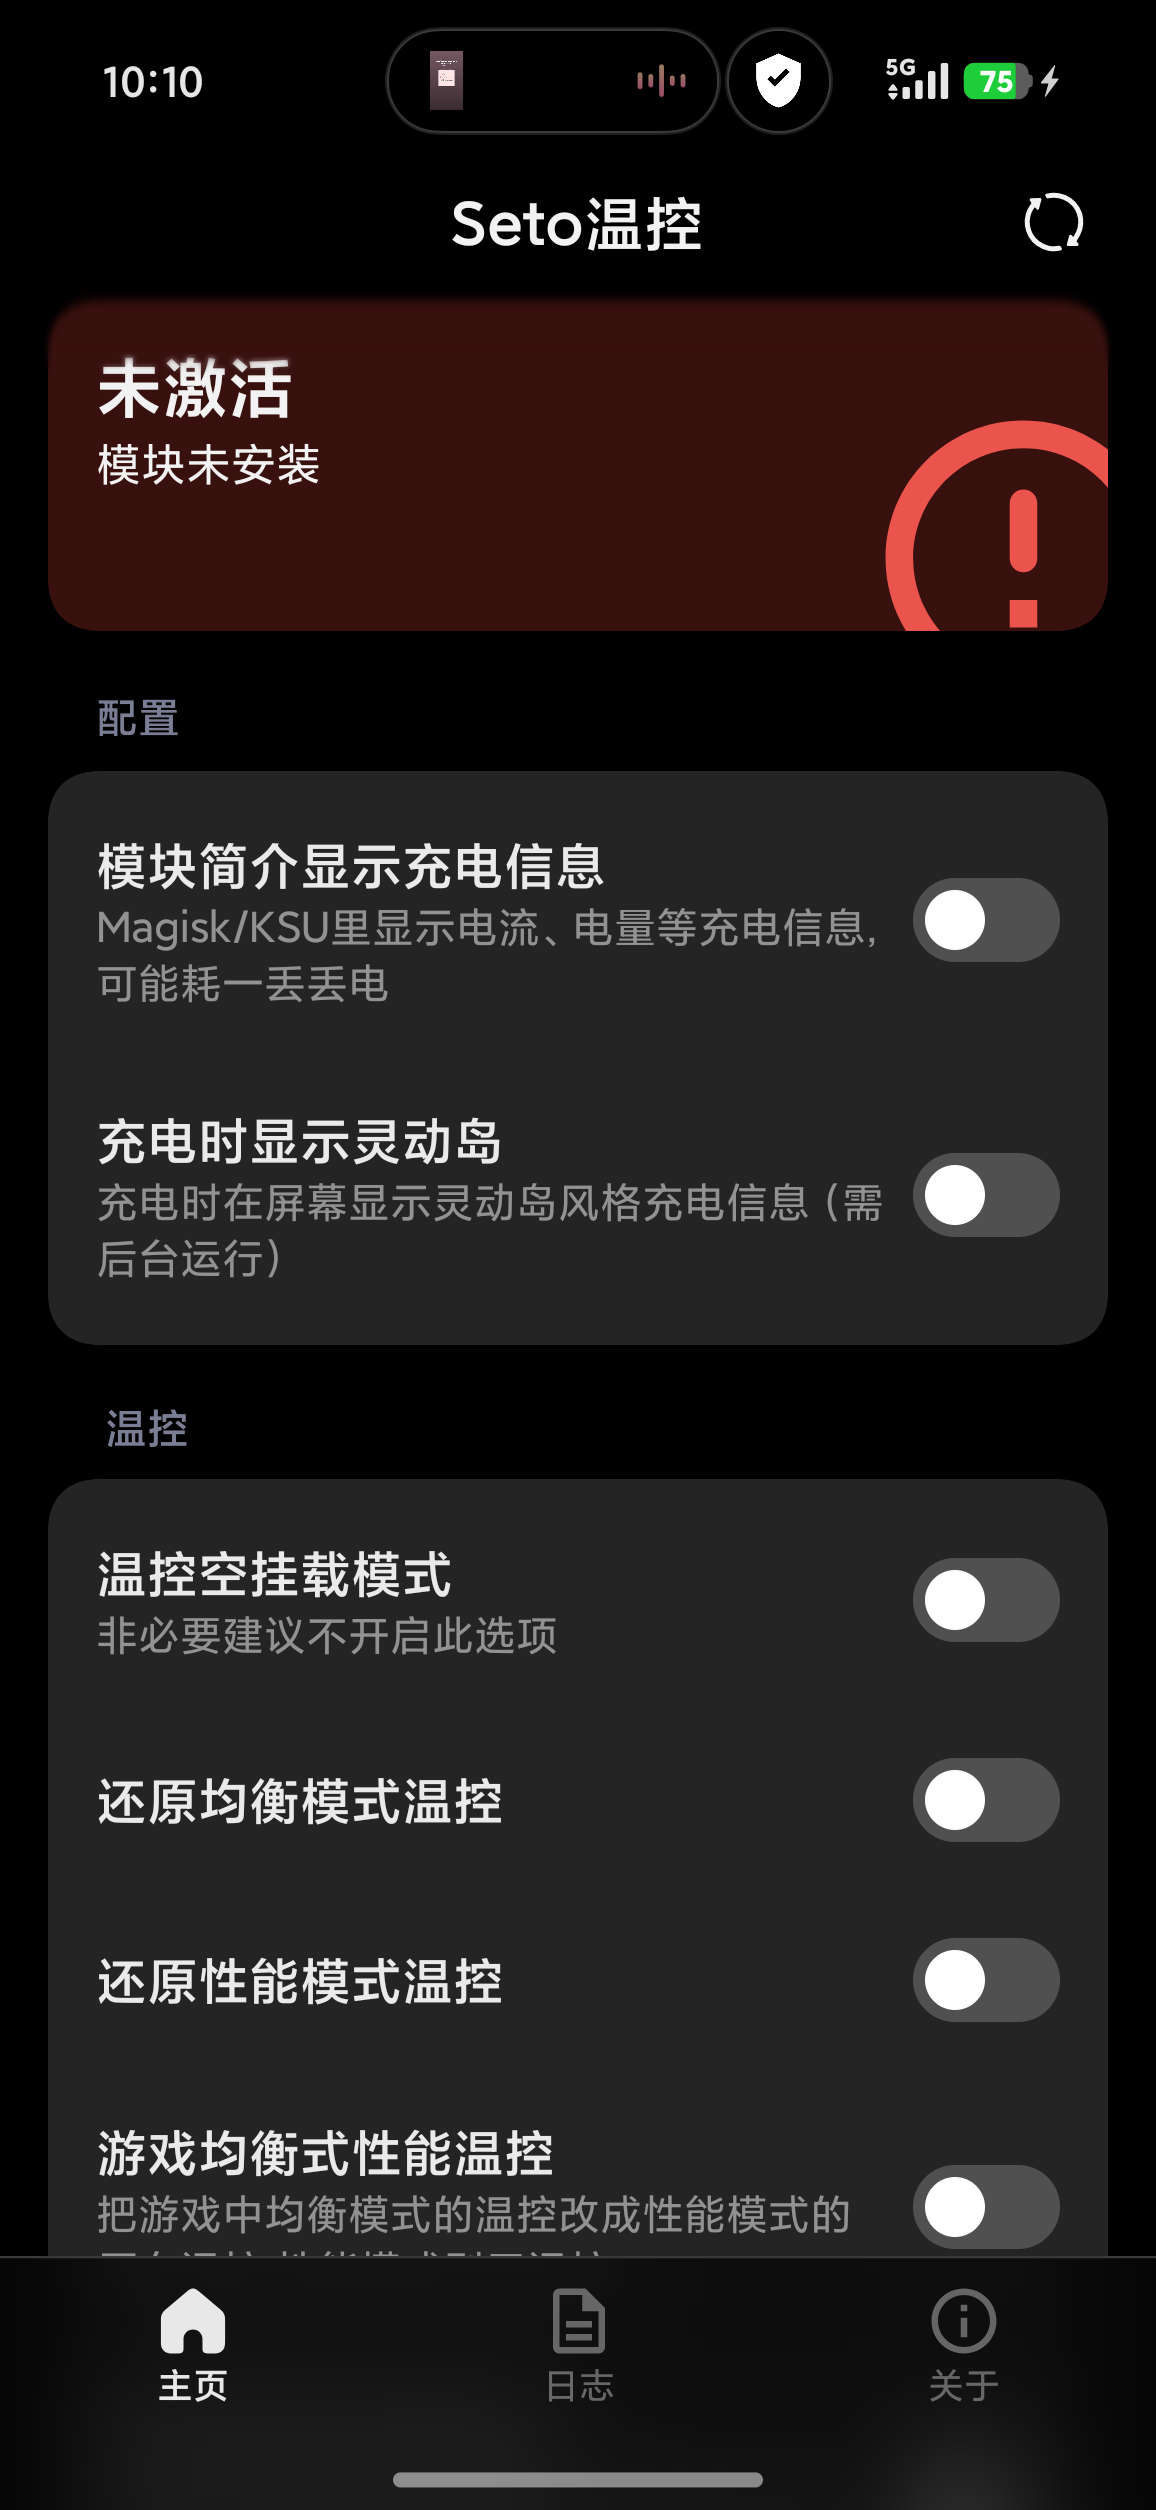 10:10
5G
75
Seto温控
未激活
模块未安装
配置
模块简介显示充电信息
Magisk/KSU里显示电流、电量等充电信息，
可能耗一丢丢电
充电时显示灵动岛
充电时在屏幕显示灵动岛风格充电信息（需
后台运行）
温控
温控空挂载模式
非必要建议不开启此选项
还原均衡模式温控
还原性能模式温控
游戏均衡式性能温控
把游戏中均衡模式的温控改成性能模式的
主页
日志
关于